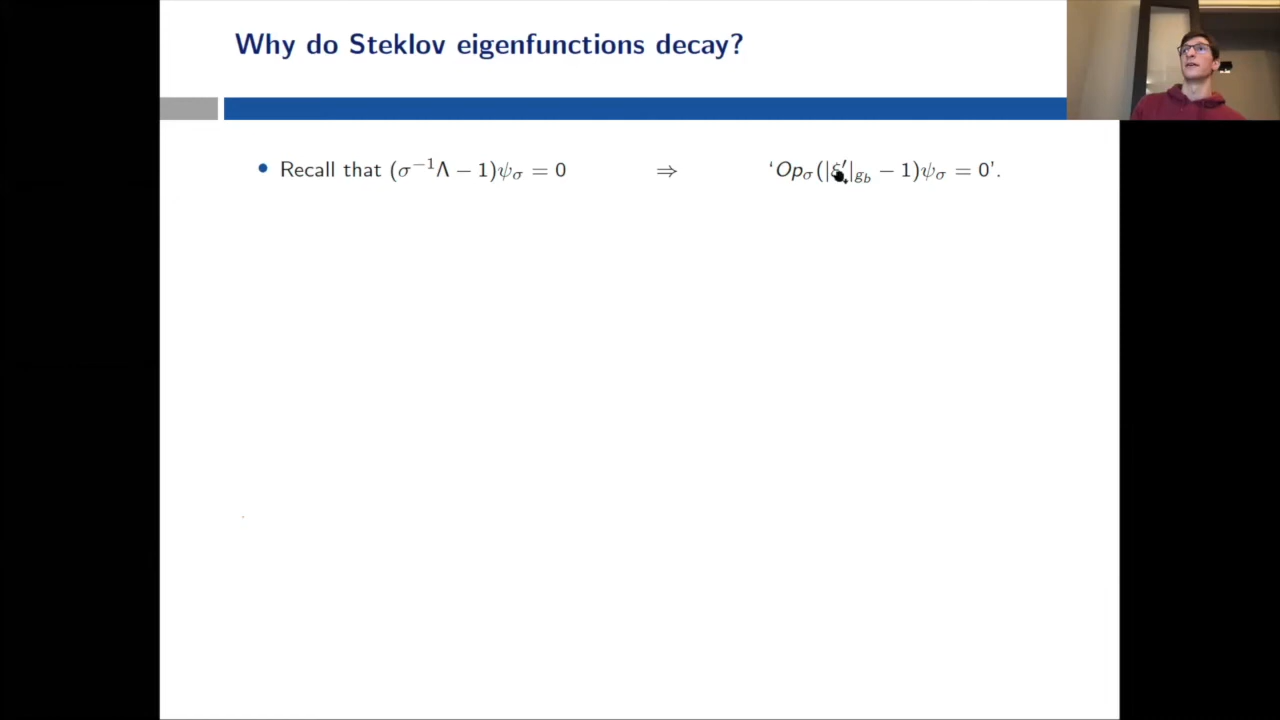 Why do Steklov eigenfunctions decay?
• Recall that (σ⁻¹Λ − 1)ψ_σ = 0 ⇒ ‘Op_σ(|ξ′|_{g_b} − 1)ψ_σ = 0’.